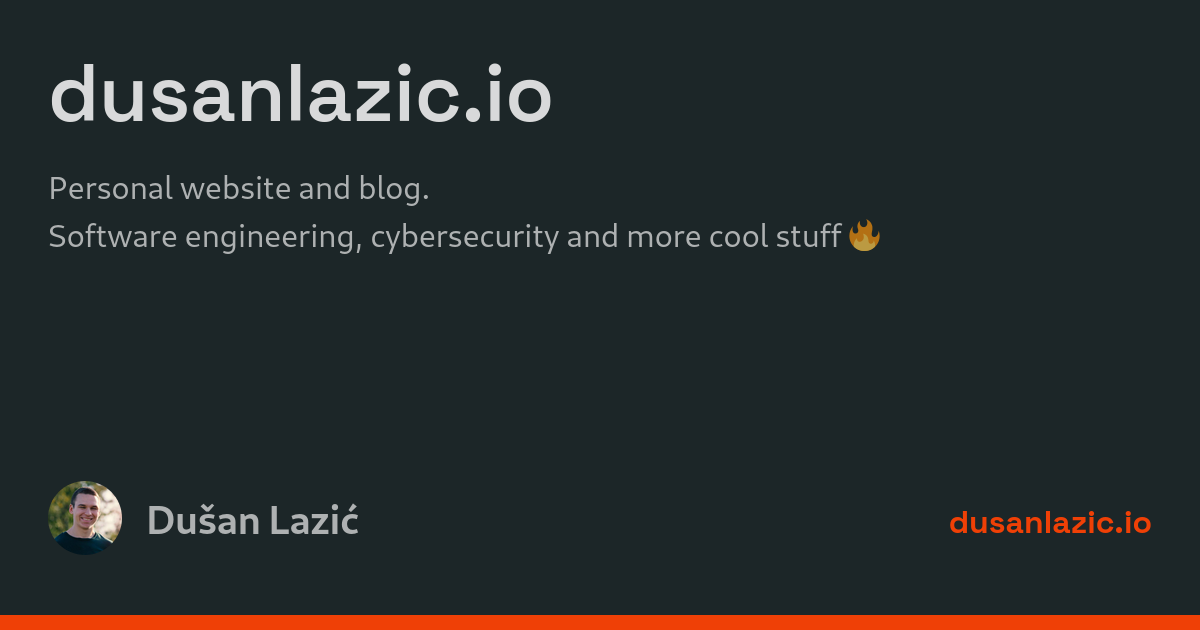 dusanlazic.io
Personal website and blog.
Software engineering, cybersecurity and more cool stuff 🔥
Dušan Lazić
dusanlazic.io